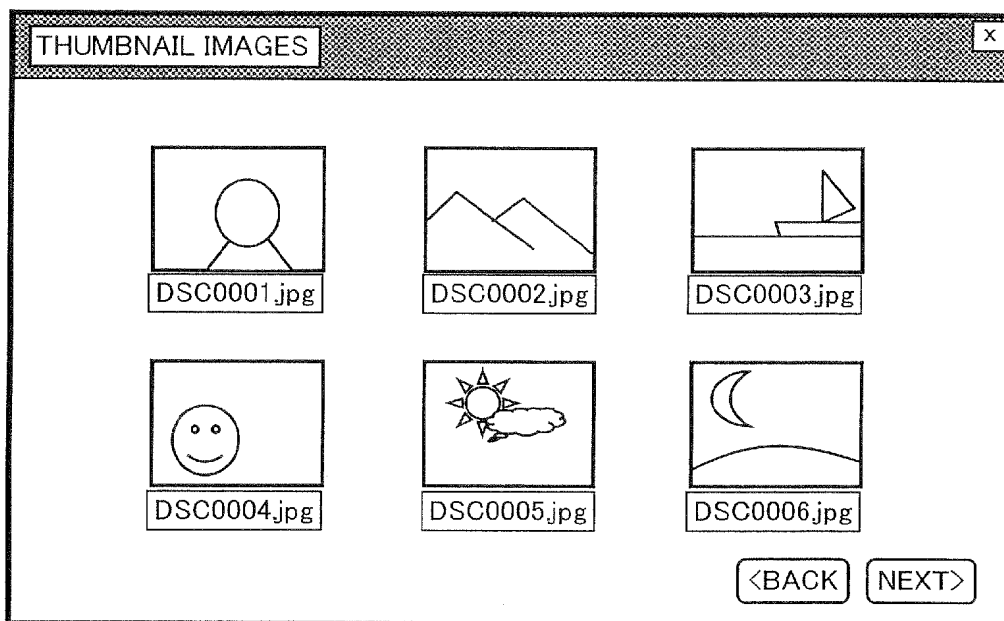 THUMBNAIL IMAGES
x
DSC0001.jpg
DSC0002.jpg
DSC0003.jpg
DSC0004.jpg
DSC0005.jpg
DSC0006.jpg
<BACK
NEXT>